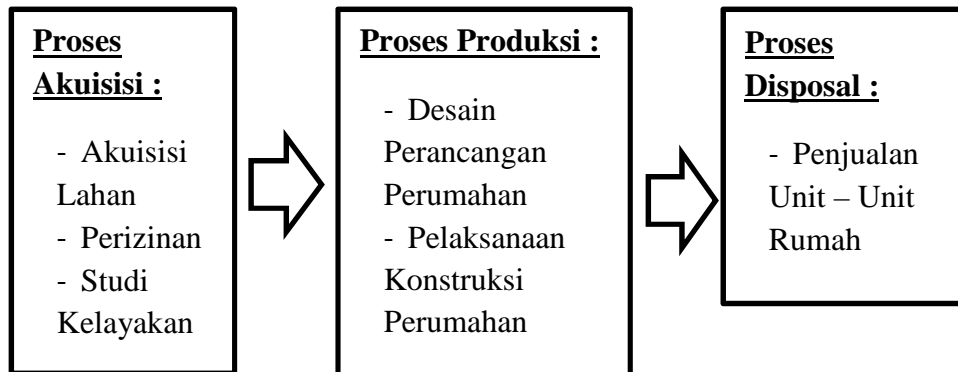 Proses
Akuisisi :
- Akuisisi
Lahan
- Perizinan
- Studi
Kelayakan
Proses Produksi :
- Desain
Perancangan
Perumahan
- Pelaksanaan
Konstruksi
Perumahan
Proses
Disposal :
- Penjualan
Unit – Unit
Rumah